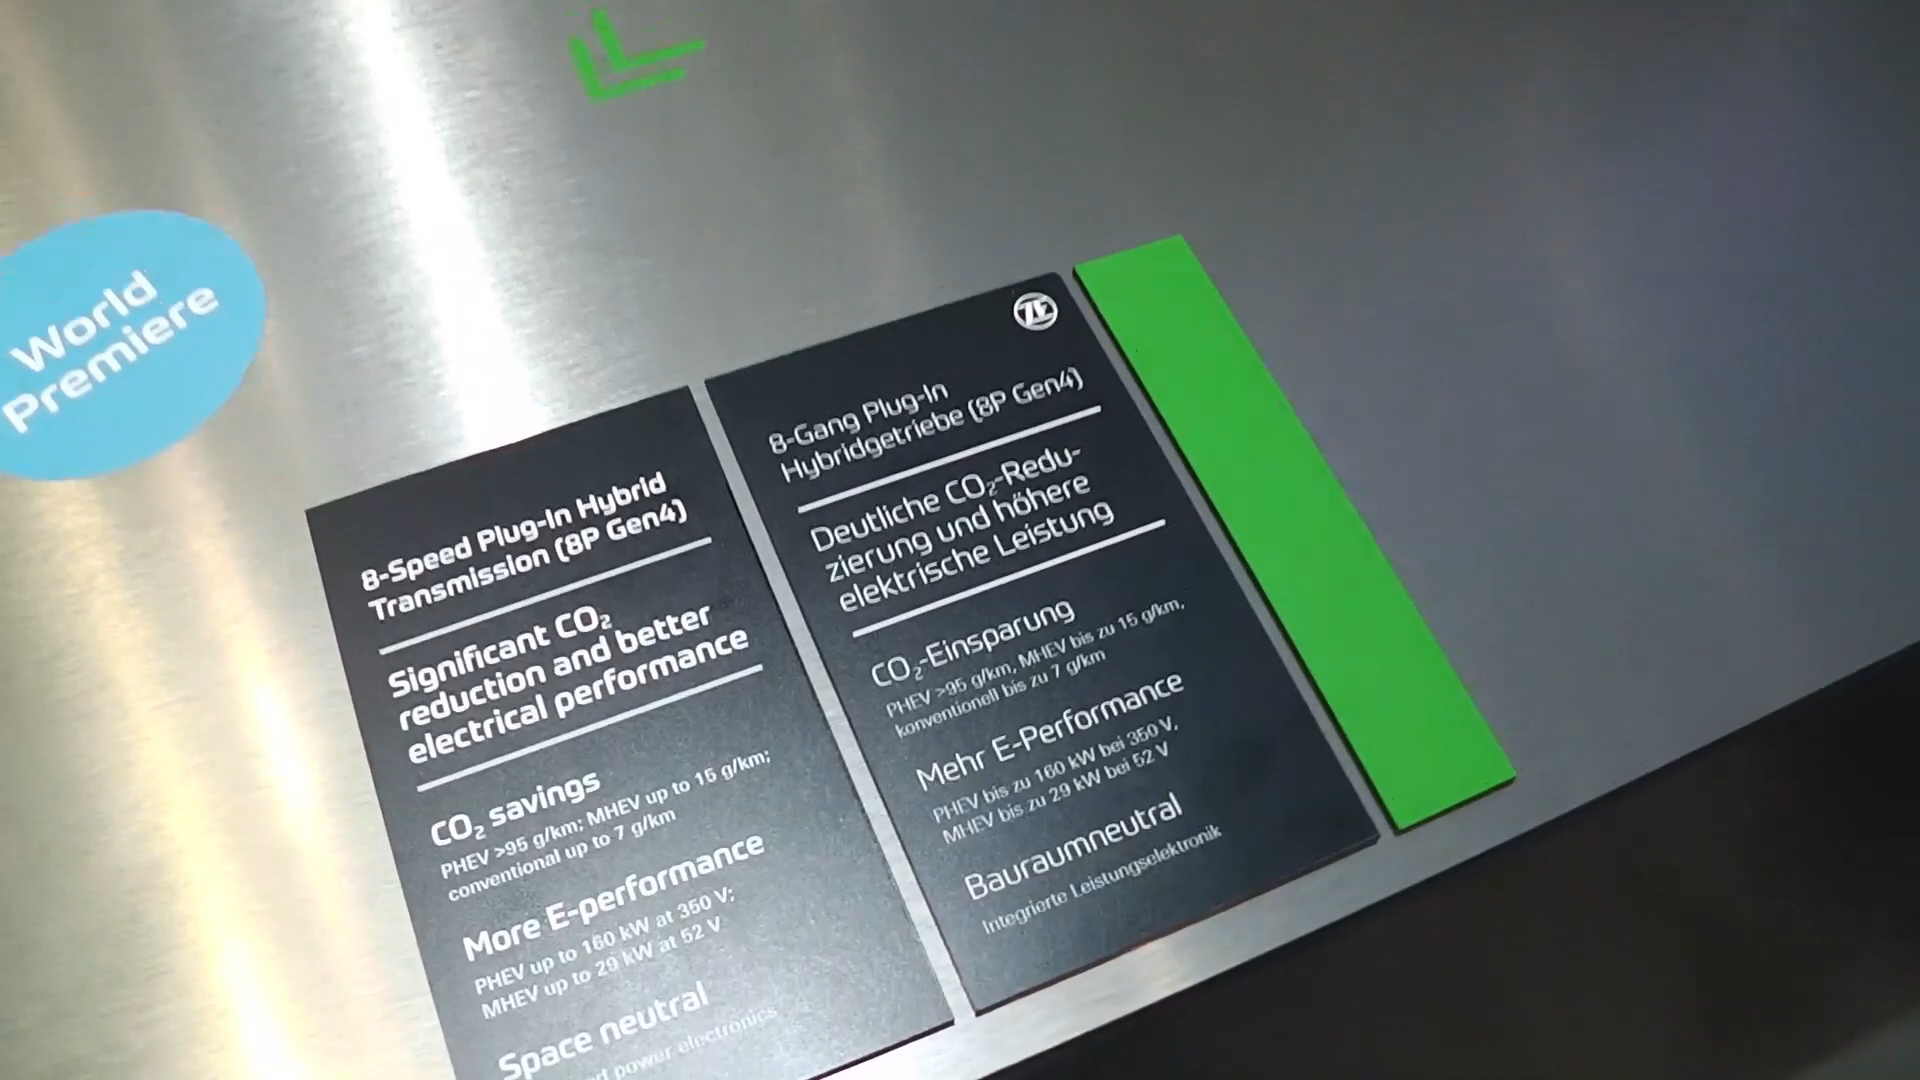 World
Premiere
8-Speed Plug-In Hybrid
Transmission (8P Gen4)
Significant CO₂
reduction and better
electrical performance
CO₂ savings
PHEV >95 g/km; MHEV up to 15 g/km;
conventional up to 7 g/km
More E-performance
PHEV up to 160 kW at 350 V;
MHEV up to 29 kW at 52 V
Space neutral
power electronics
ZF
8-Gang Plug-In
Hybridgetriebe (8P Gen4)
Deutliche CO₂-Redu-
zierung und höhere
elektrische Leistung
CO₂-Einsparung
PHEV >95 g/km, MHEV bis zu 15 g/km,
konventionell bis zu 7 g/km
Mehr E-Performance
PHEV bis zu 160 kW bei 350 V,
MHEV bis zu 29 kW bei 52 V
Bauraumneutral
Integrierte Leistungselektronik